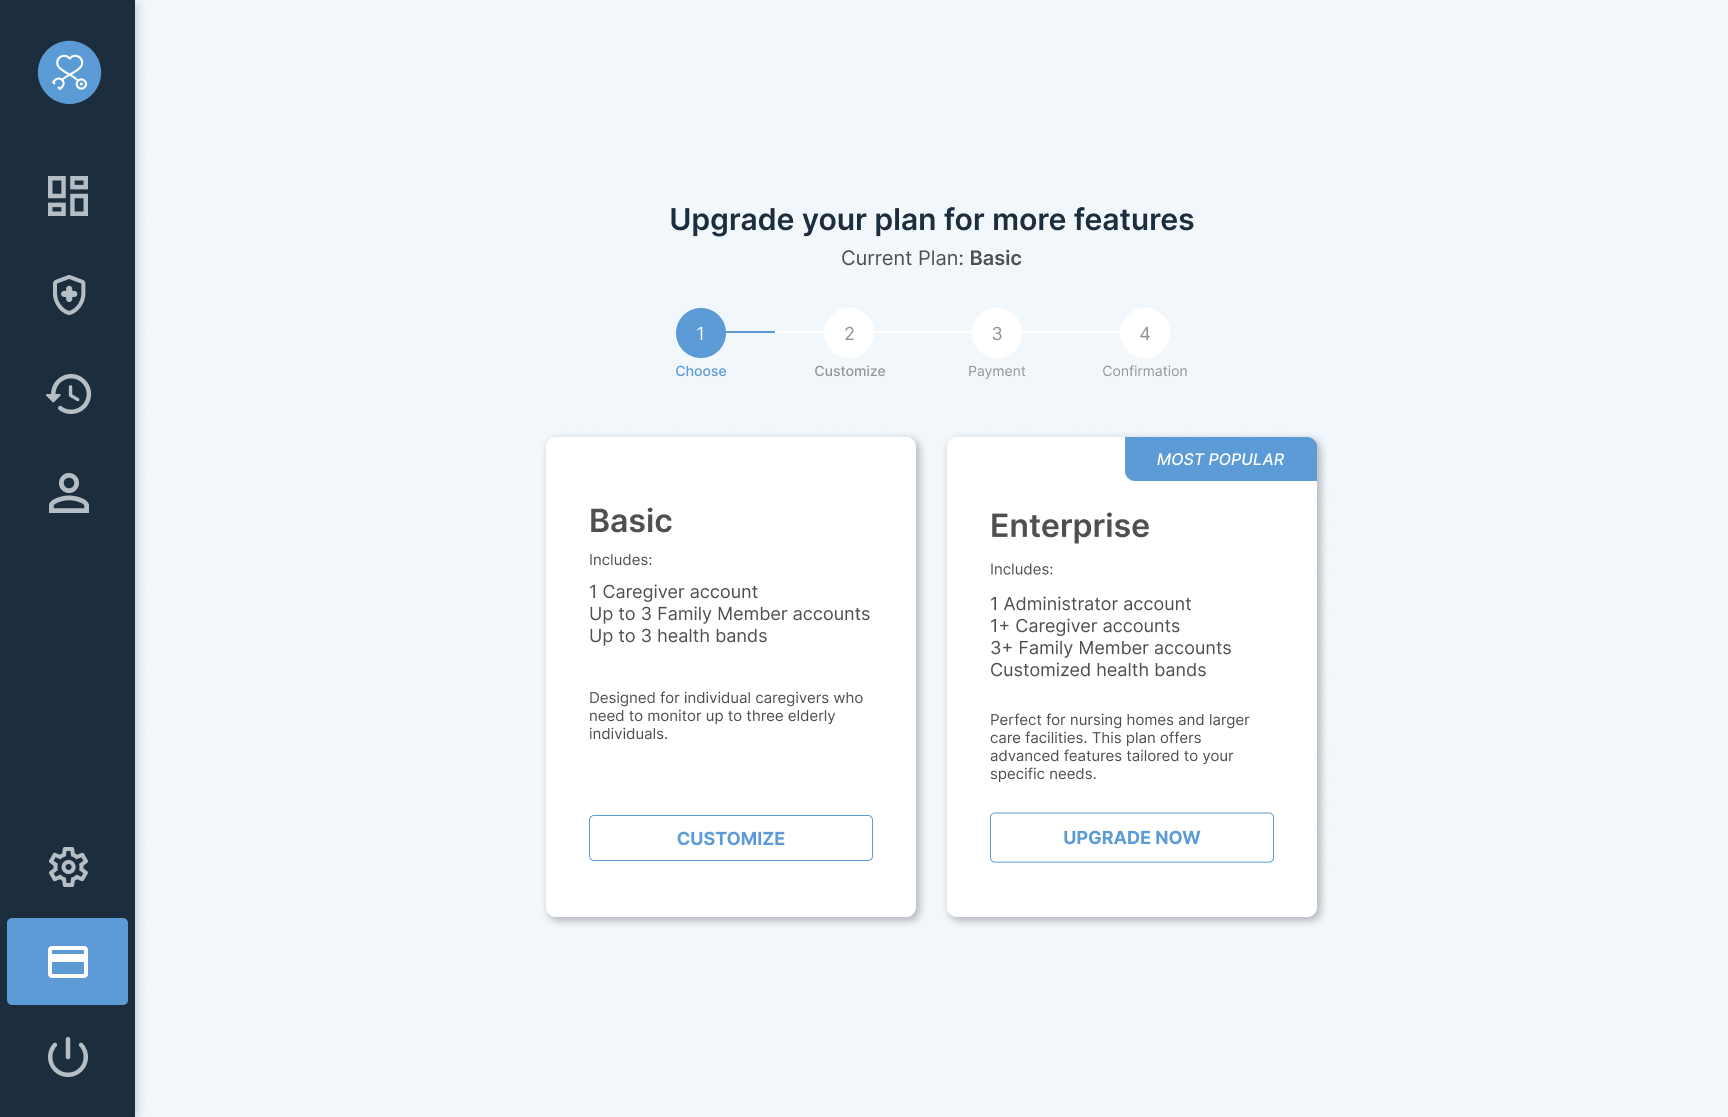 Upgrade your plan for more features
Current Plan: Basic
1
2
3
4
Choose
Customize
Payment
Confirmation
Basic
Includes:
1 Caregiver account
Up to 3 Family Member accounts
Up to 3 health bands
Designed for individual caregivers who
need to monitor up to three elderly
individuals.
CUSTOMIZE
MOST POPULAR
Enterprise
Includes:
1 Administrator account
1+ Caregiver accounts
3+ Family Member accounts
Customized health bands
Perfect for nursing homes and larger
care facilities. This plan offers
advanced features tailored to your
specific needs.
UPGRADE NOW